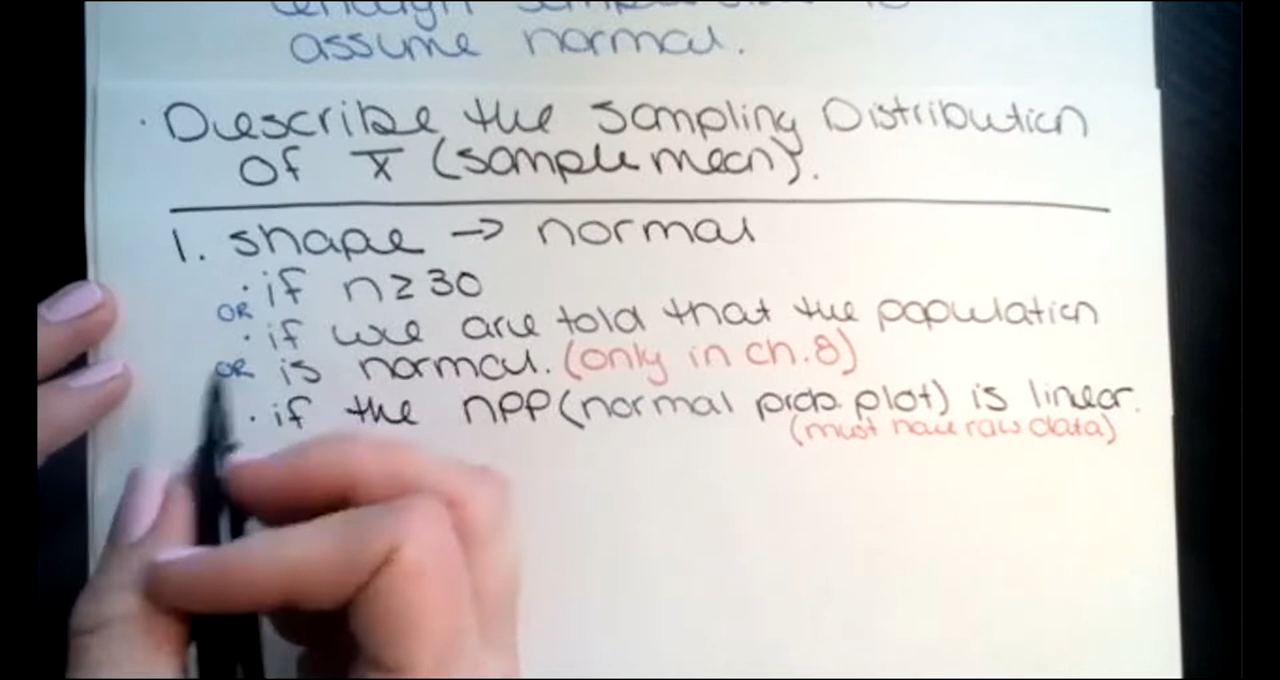 assume normal.
· Describe the Sampling Distribution
of x̄ (sample mean).
1. shape → normal
· if n ≥ 30
OR
· if we are told that the population
OR is normal. (only in ch.8)
· if the npp (normal prob. plot) is linear.
(must have raw data)